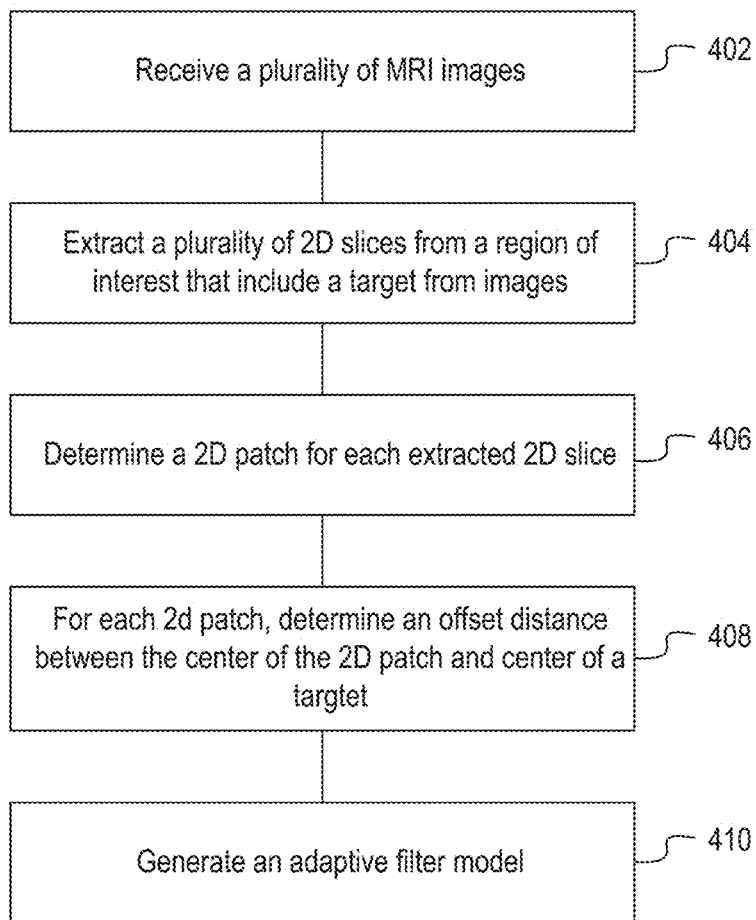 Receive a plurality of MRI images
402
Extract a plurality of 2D slices from a region of
interest that include a target from images
404
Determine a 2D patch for each extracted 2D slice
406
For each 2d patch, determine an offset distance
between the center of the 2D patch and center of a
targtet
408
Generate an adaptive filter model
410